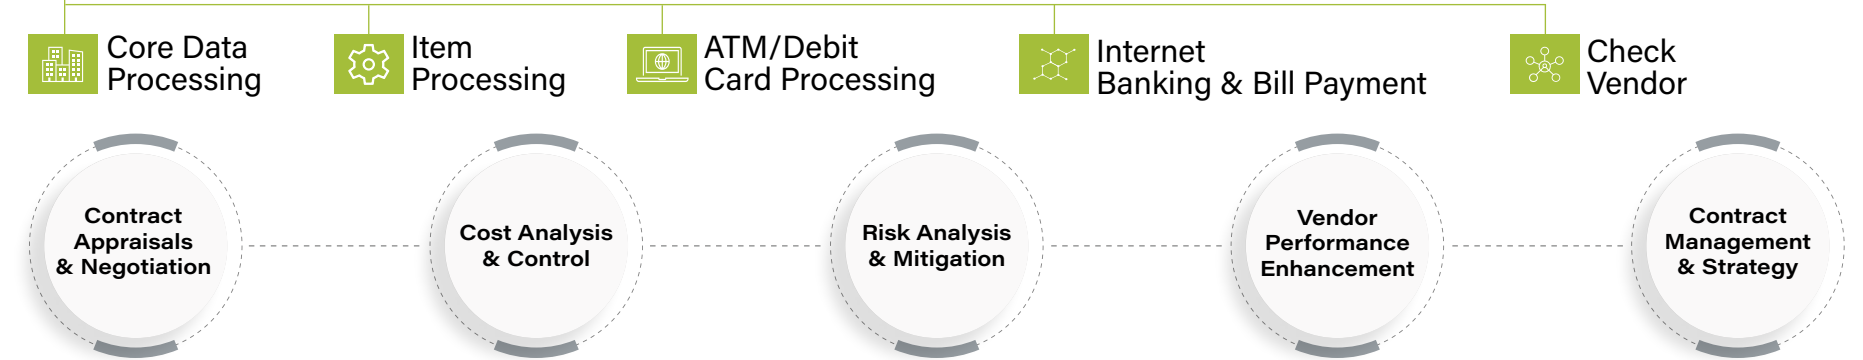 Core Data
Processing
Item
Processing
ATM/Debit
Card Processing
Internet
Banking & Bill Payment
Check
Vendor
Contract
Appraisals
& Negotiation
Cost Analysis
& Control
Risk Analysis
& Mitigation
Vendor
Performance
Enhancement
Contract
Management
& Strategy